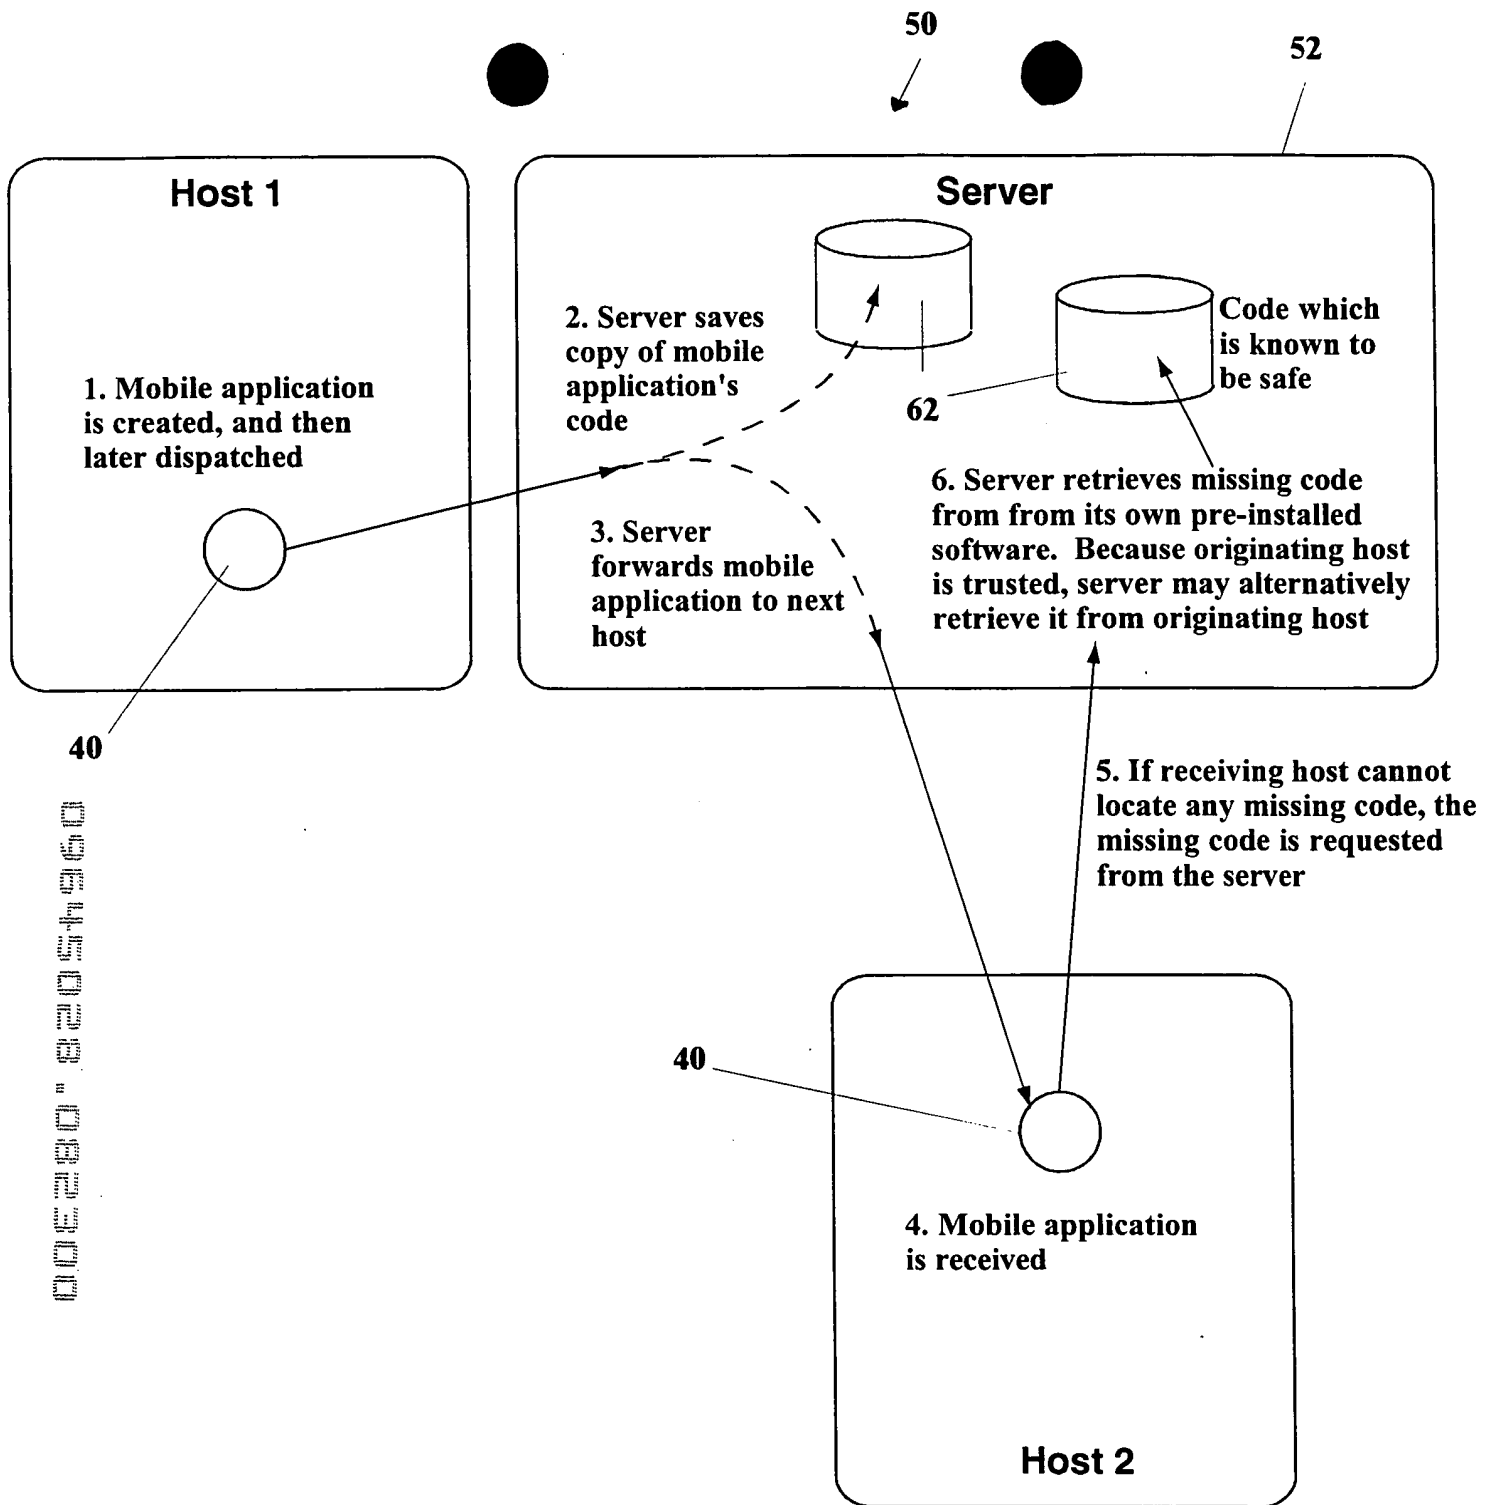 50
52
Host 1
Server
2. Server saves
copy of mobile
application's
code
Code which
is known to
be safe
62
1. Mobile application
is created, and then
later dispatched
6. Server retrieves missing code
from from its own pre-installed
software. Because originating host
is trusted, server may alternatively
retrieve it from originating host
3. Server
forwards mobile
application to next
host
40
5. If receiving host cannot
locate any missing code, the
missing code is requested
from the server
09645028.082300
40
4. Mobile application
is received
Host 2